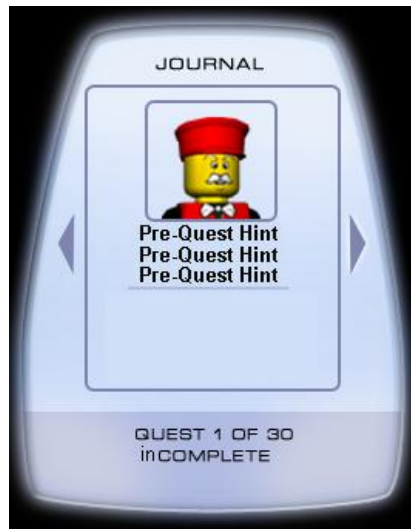 JOURNAL
Pre-Quest Hint
Pre-Quest Hint
Pre-Quest Hint
QUEST 1 OF 30
inCOMPLETE